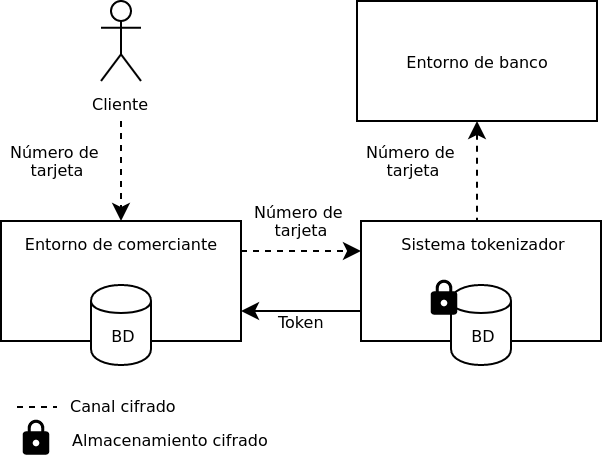 Entorno de banco
Cliente
Número de
tarjeta
Número de
tarjeta
Número de
tarjeta
Entorno de comerciante
Sistema tokenizador
Token
BD
BD
Canal cifrado
Almacenamiento cifrado